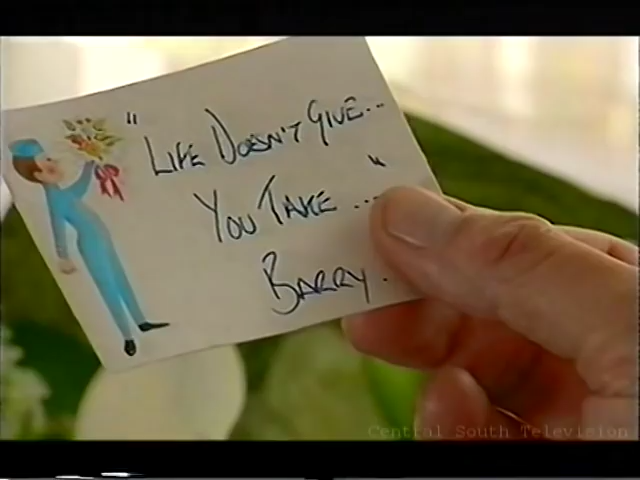 "Life Doesn't Give...
You Take ..."
Barry.
Central South Television